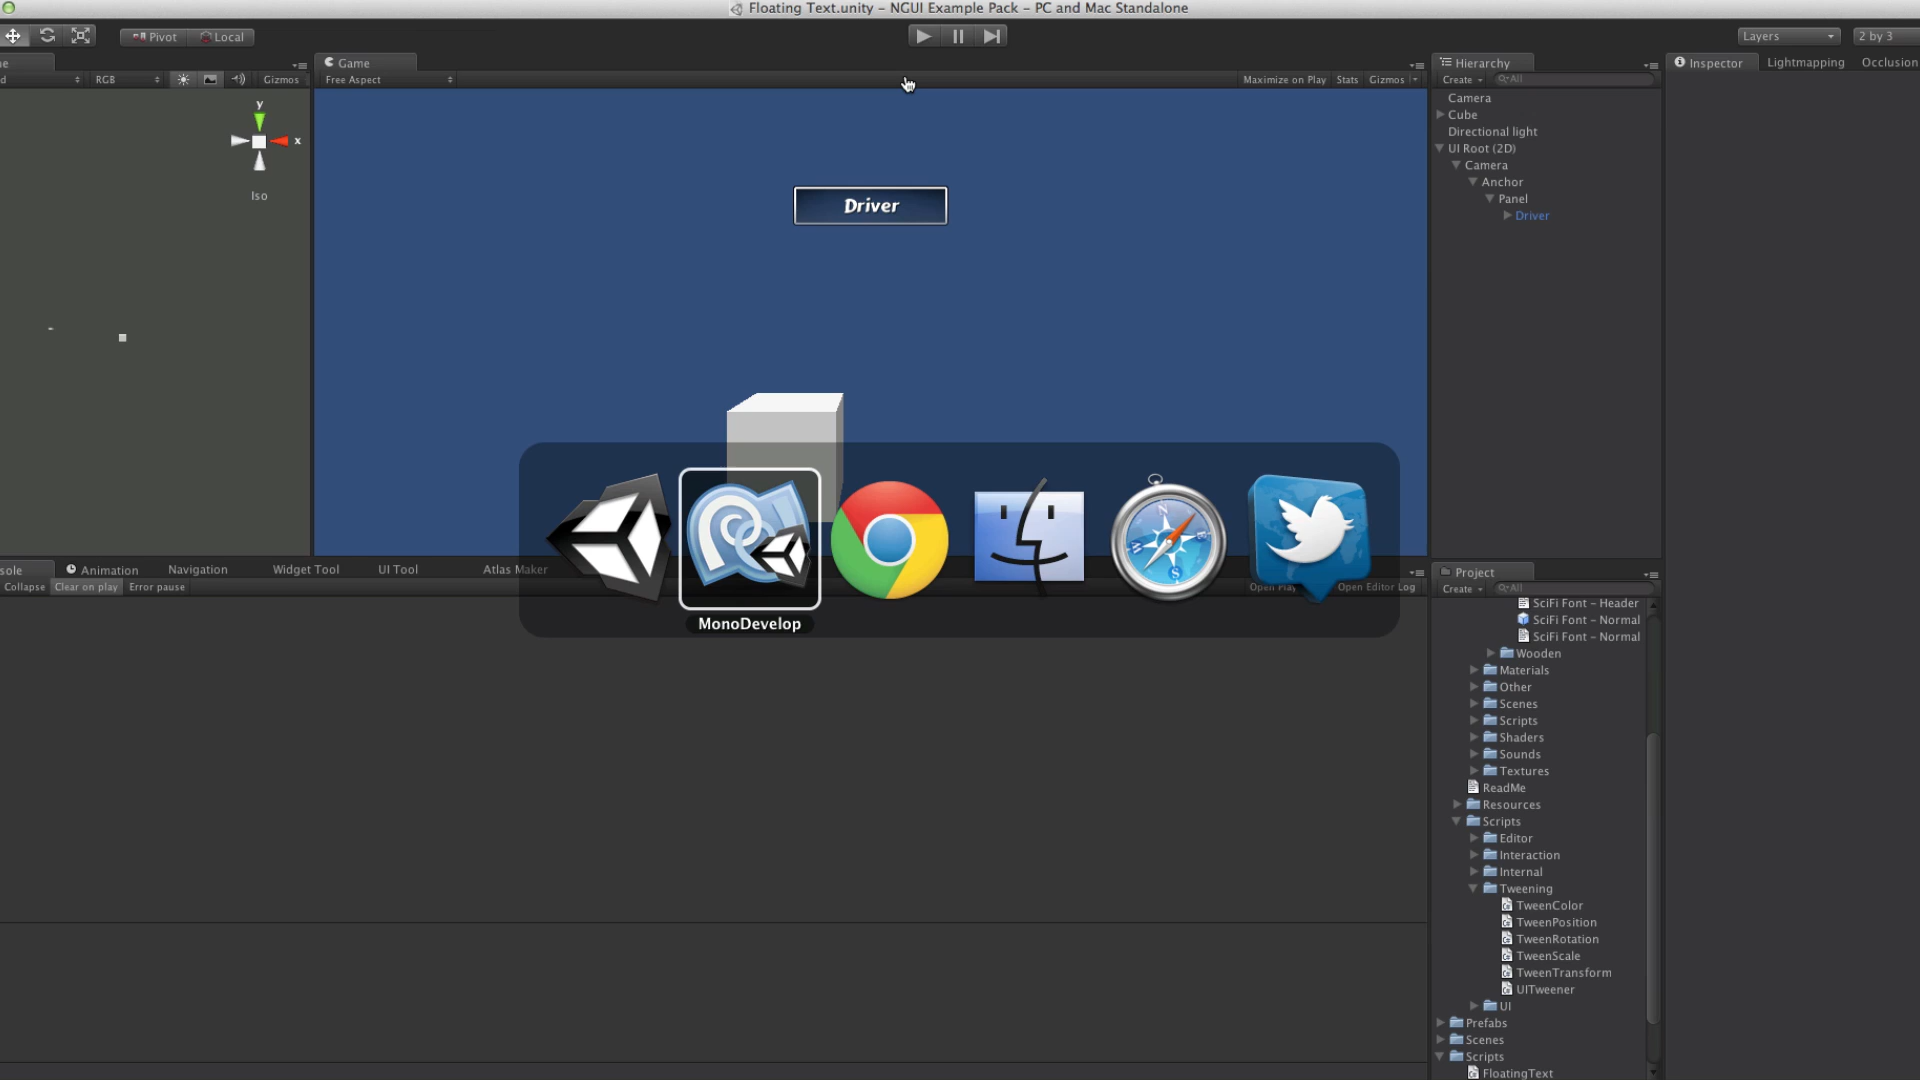 Floating Text.unity – NGUI Example Pack – PC and Mac Standalone
Pivot Local
Layers
2 by 3
Game
Hierarchy
Inspector Lightmapping Occlusion
RGB
Gizmos
Free Aspect
Maximize on Play Stats Gizmos
Create
All
y
x
Iso
Camera
Cube
Directional light
UI Root (2D)
Camera
Anchor
Panel
Driver
Driver
MonoDevelop
Animation Navigation Widget Tool UI Tool Atlas Maker
Collapse Clear on play Error pause
Open Editor Log
Project
Create
All
SciFi Font – Header
SciFi Font – Normal
SciFi Font – Normal
Wooden
Materials
Other
Scenes
Scripts
Shaders
Sounds
Textures
ReadMe
Resources
Scripts
Editor
Interaction
Internal
Tweening
TweenColor
TweenPosition
TweenRotation
TweenScale
TweenTransform
UITweener
UI
Prefabs
Scenes
Scripts
FloatingText